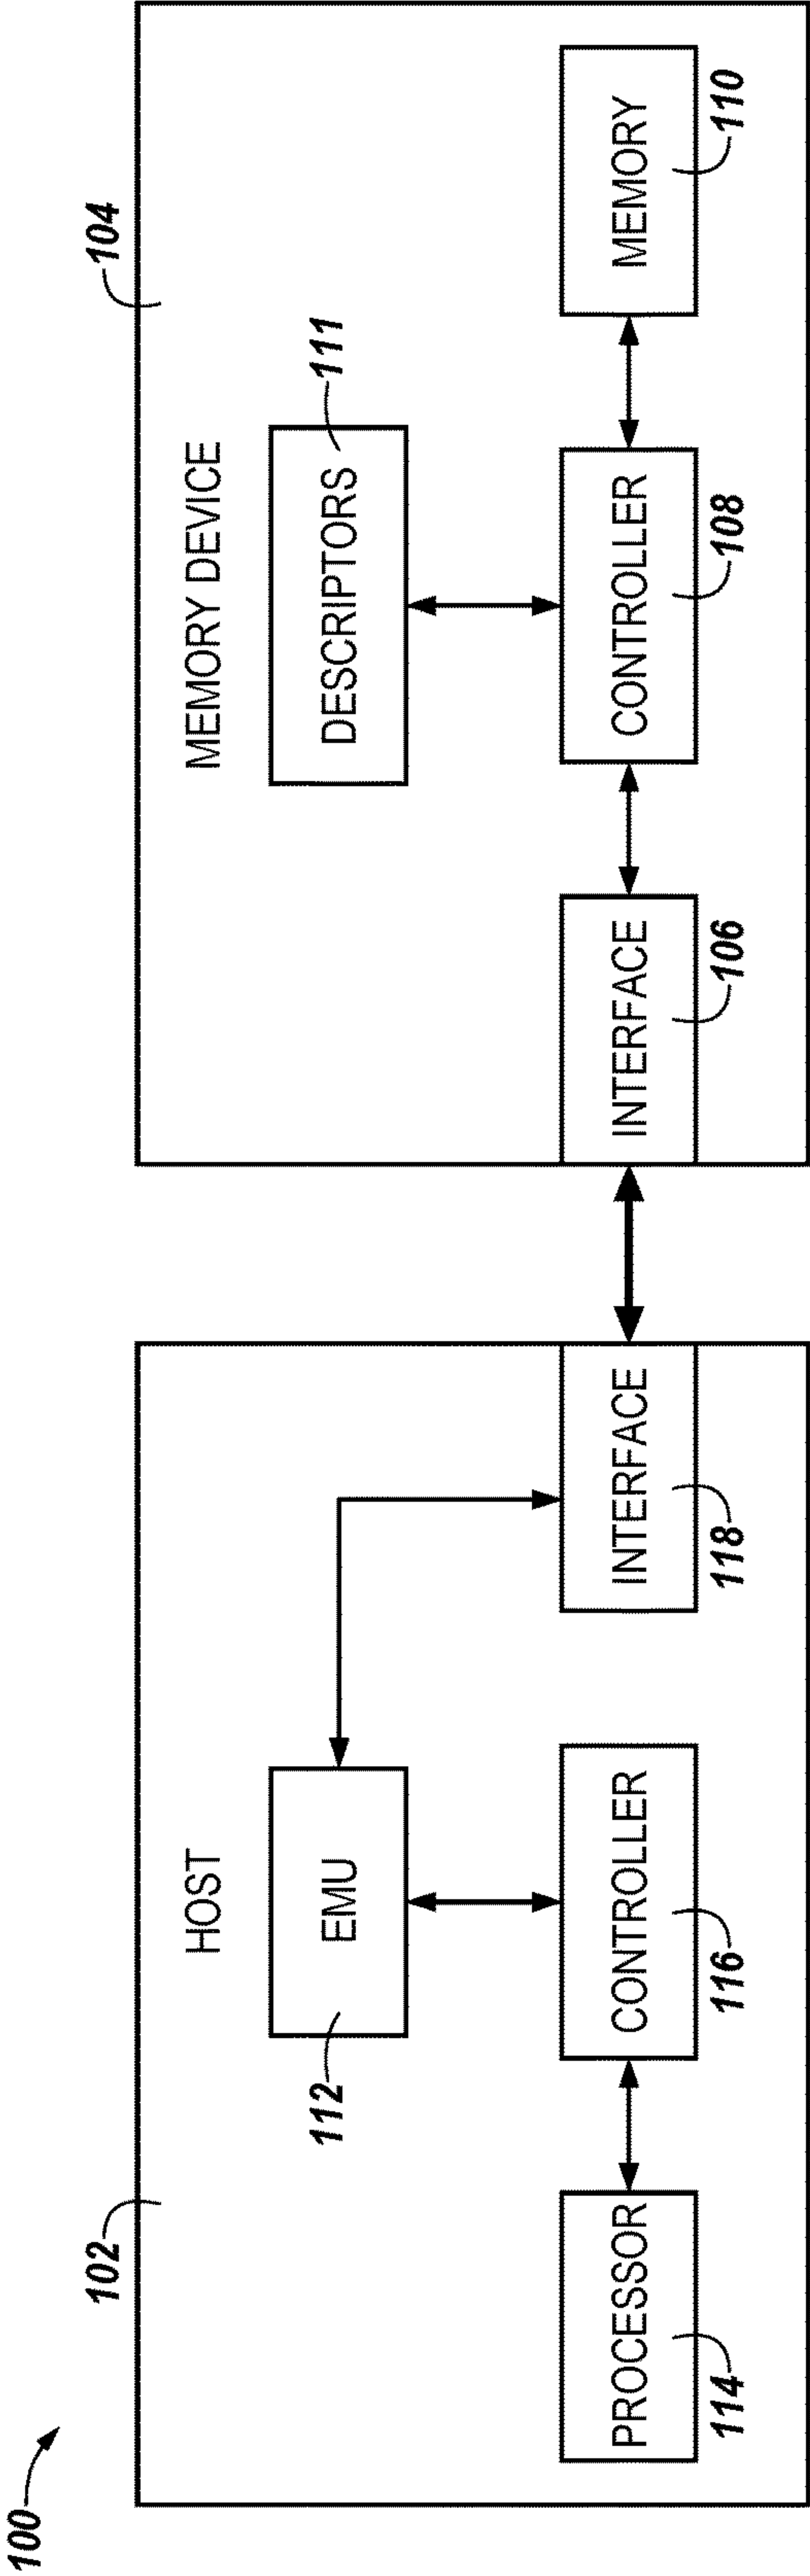 100
102
HOST
112
EMU
PROCESSOR
114
CONTROLLER
116
INTERFACE
118
104
MEMORY DEVICE
DESCRIPTORS
111
INTERFACE
106
CONTROLLER
108
MEMORY
110